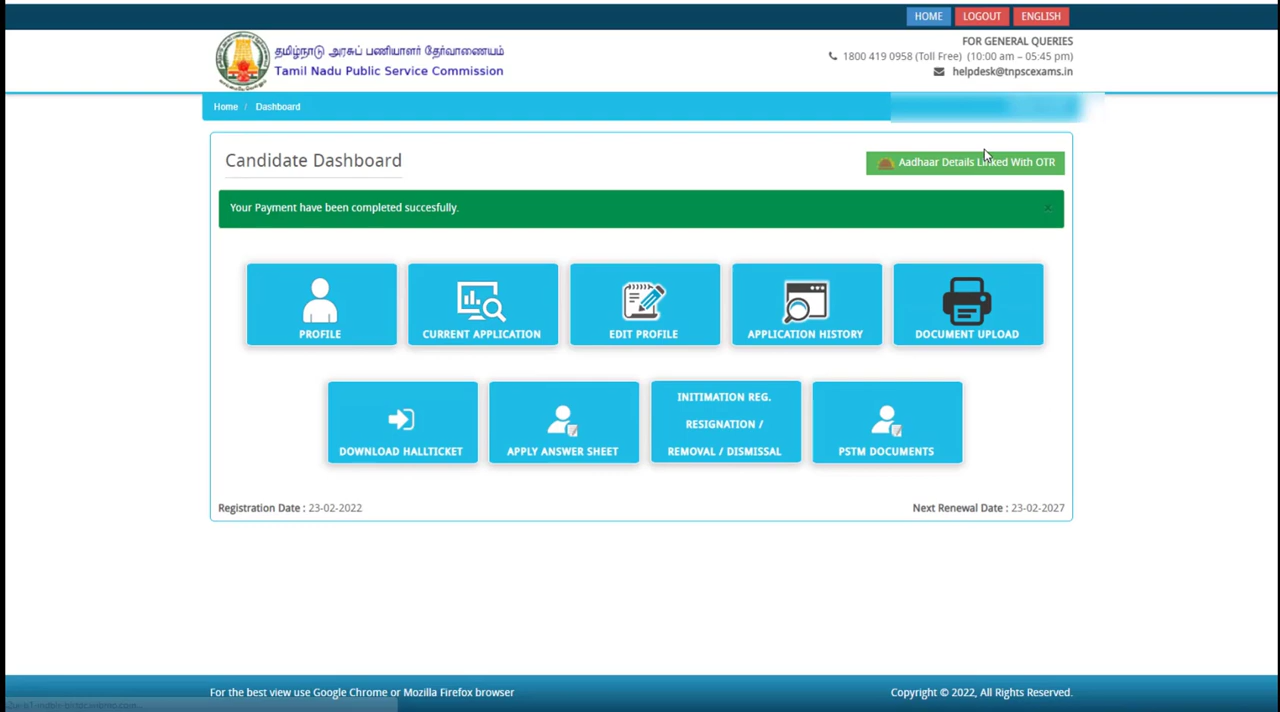 HOME LOGOUT ENGLISH
தமிழ்நாடு அரசுப் பணியாளர் தேர்வாணையம்
Tamil Nadu Public Service Commission
FOR GENERAL QUERIES
1800 419 0958 (Toll Free) (10:00 am – 05:45 pm)
helpdesk@tnpscexams.in
Home / Dashboard
Candidate Dashboard
Aadhaar Details Linked With OTR
Your Payment have been completed succesfully.
x
PROFILE
CURRENT APPLICATION
EDIT PROFILE
APPLICATION HISTORY
DOCUMENT UPLOAD
DOWNLOAD HALLTICKET
APPLY ANSWER SHEET
INITIMATION REG.
RESIGNATION /
REMOVAL / DISMISSAL
PSTM DOCUMENTS
Registration Date : 23-02-2022
Next Renewal Date : 23-02-2027
For the best view use Google Chrome or Mozilla Firefox browser
Copyright © 2022, All Rights Reserved.